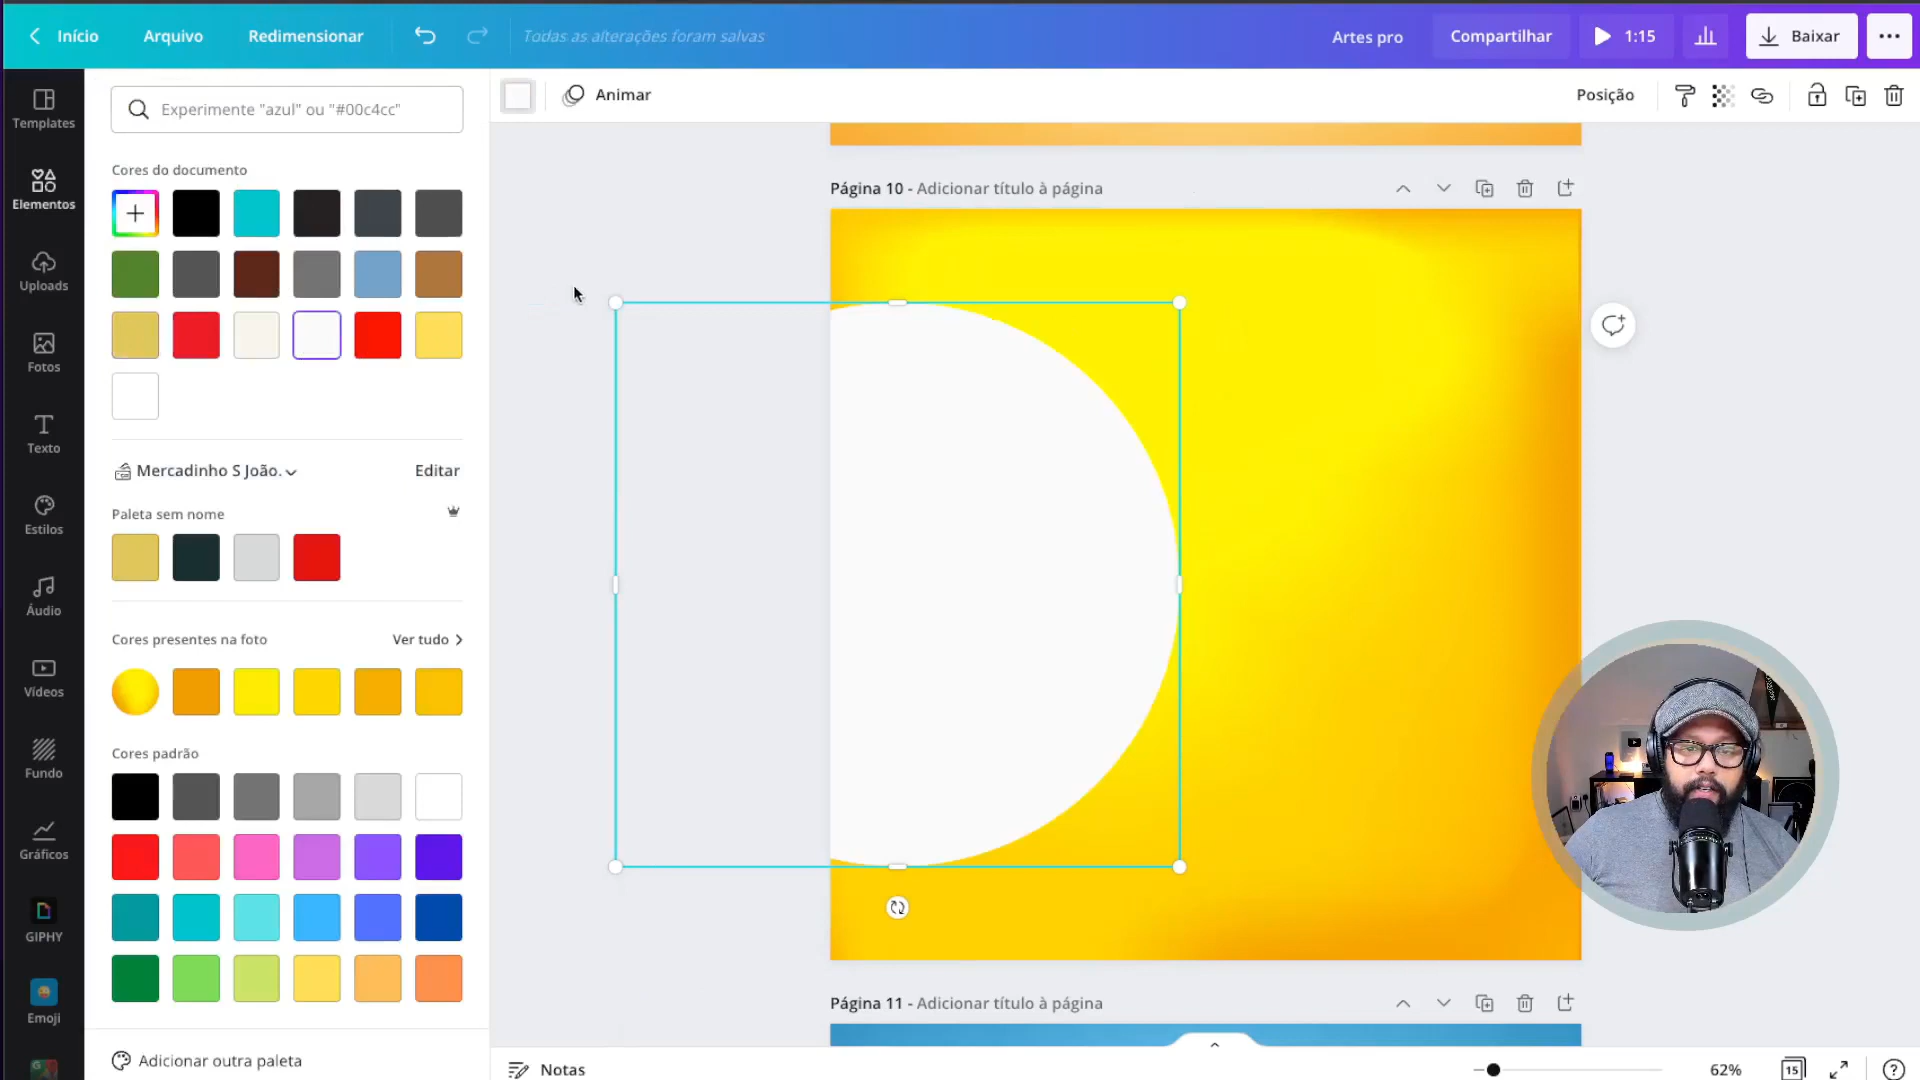 Início
Arquivo
Redimensionar
Todas as alterações foram salvas
Artes pro
Compartilhar
1:15
Baixar
Templates
Elementos
Uploads
Fotos
Texto
Estilos
Áudio
Vídeos
Fundo
Gráficos
GIPHY
Emoji
Experimente "azul" ou "#00c4cc"
Cores do documento
Mercadinho S João.
Editar
Paleta sem nome
Cores presentes na foto
Ver tudo
Cores padrão
Adicionar outra paleta
Animar
Posição
Página 10 - Adicionar título à página
Página 11 - Adicionar título à página
Notas
62%
15